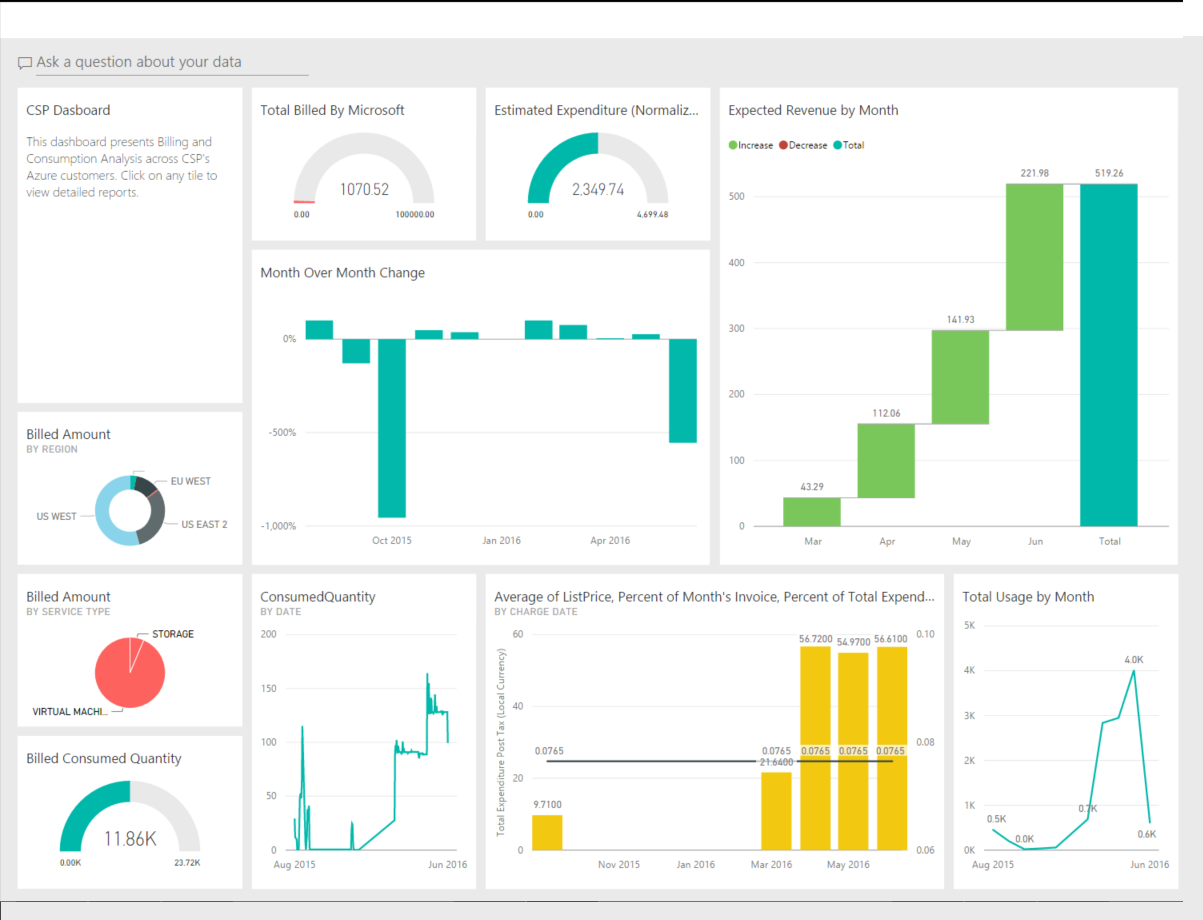 Ask a question about your data
CSP Dasboard
This dashboard presents Billing and
Consumption Analysis across CSP's
Azure customers. Click on any tile to
view detailed reports.
Total Billed By Microsoft
1070.52
0.00
100000.00
Estimated Expenditure (Normaliz...
2,349.74
0.00
4,699.48
Expected Revenue by Month
Increase Decrease Total
221.98
519.26
500
400
141.93
300
200
112.06
100
43.29
0
Mar Apr May Jun Total
Month Over Month Change
0%
-500%
-1,000%
Oct 2015 Jan 2016 Apr 2016
Billed Amount
BY REGION
EU WEST
US WEST
US EAST 2
Billed Amount
BY SERVICE TYPE
STORAGE
VIRTUAL MACHI...
Billed Consumed Quantity
11.86K
0.00K
23.72K
ConsumedQuantity
BY DATE
200
150
100
50
0
Aug 2015 Jun 2016
Average of ListPrice, Percent of Month's Invoice, Percent of Total Expend...
BY CHARGE DATE
Total Expenditure Post Tax (Local Currency)
60
56.7200 54.9700 56.6100
0.10
40
0.0765 0.0765 0.0765 0.0765 0.0765
0.08
21.6400
20
9.7100
0
0.06
Nov 2015 Jan 2016 Mar 2016 May 2016
Total Usage by Month
5K
4.0K
4K
3K
2K
1K
0.7K
0.5K
0.0K
0.6K
0K
Aug 2015 Jun 2016